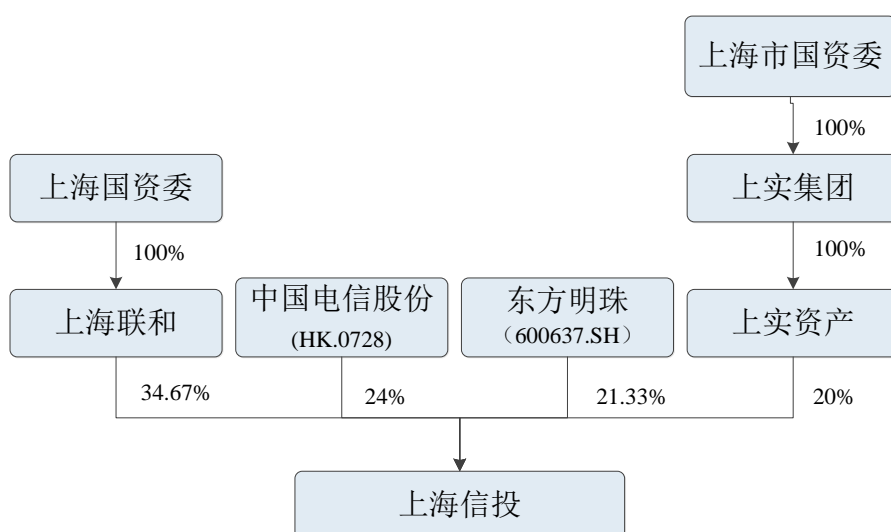 上海市国资委
100%
上海国资委
上实集团
100%
100%
上海联和
中国电信股份
(HK.0728)
东方明珠
（600637.SH）
上实资产
34.67%
24%
21.33%
20%
上海信投